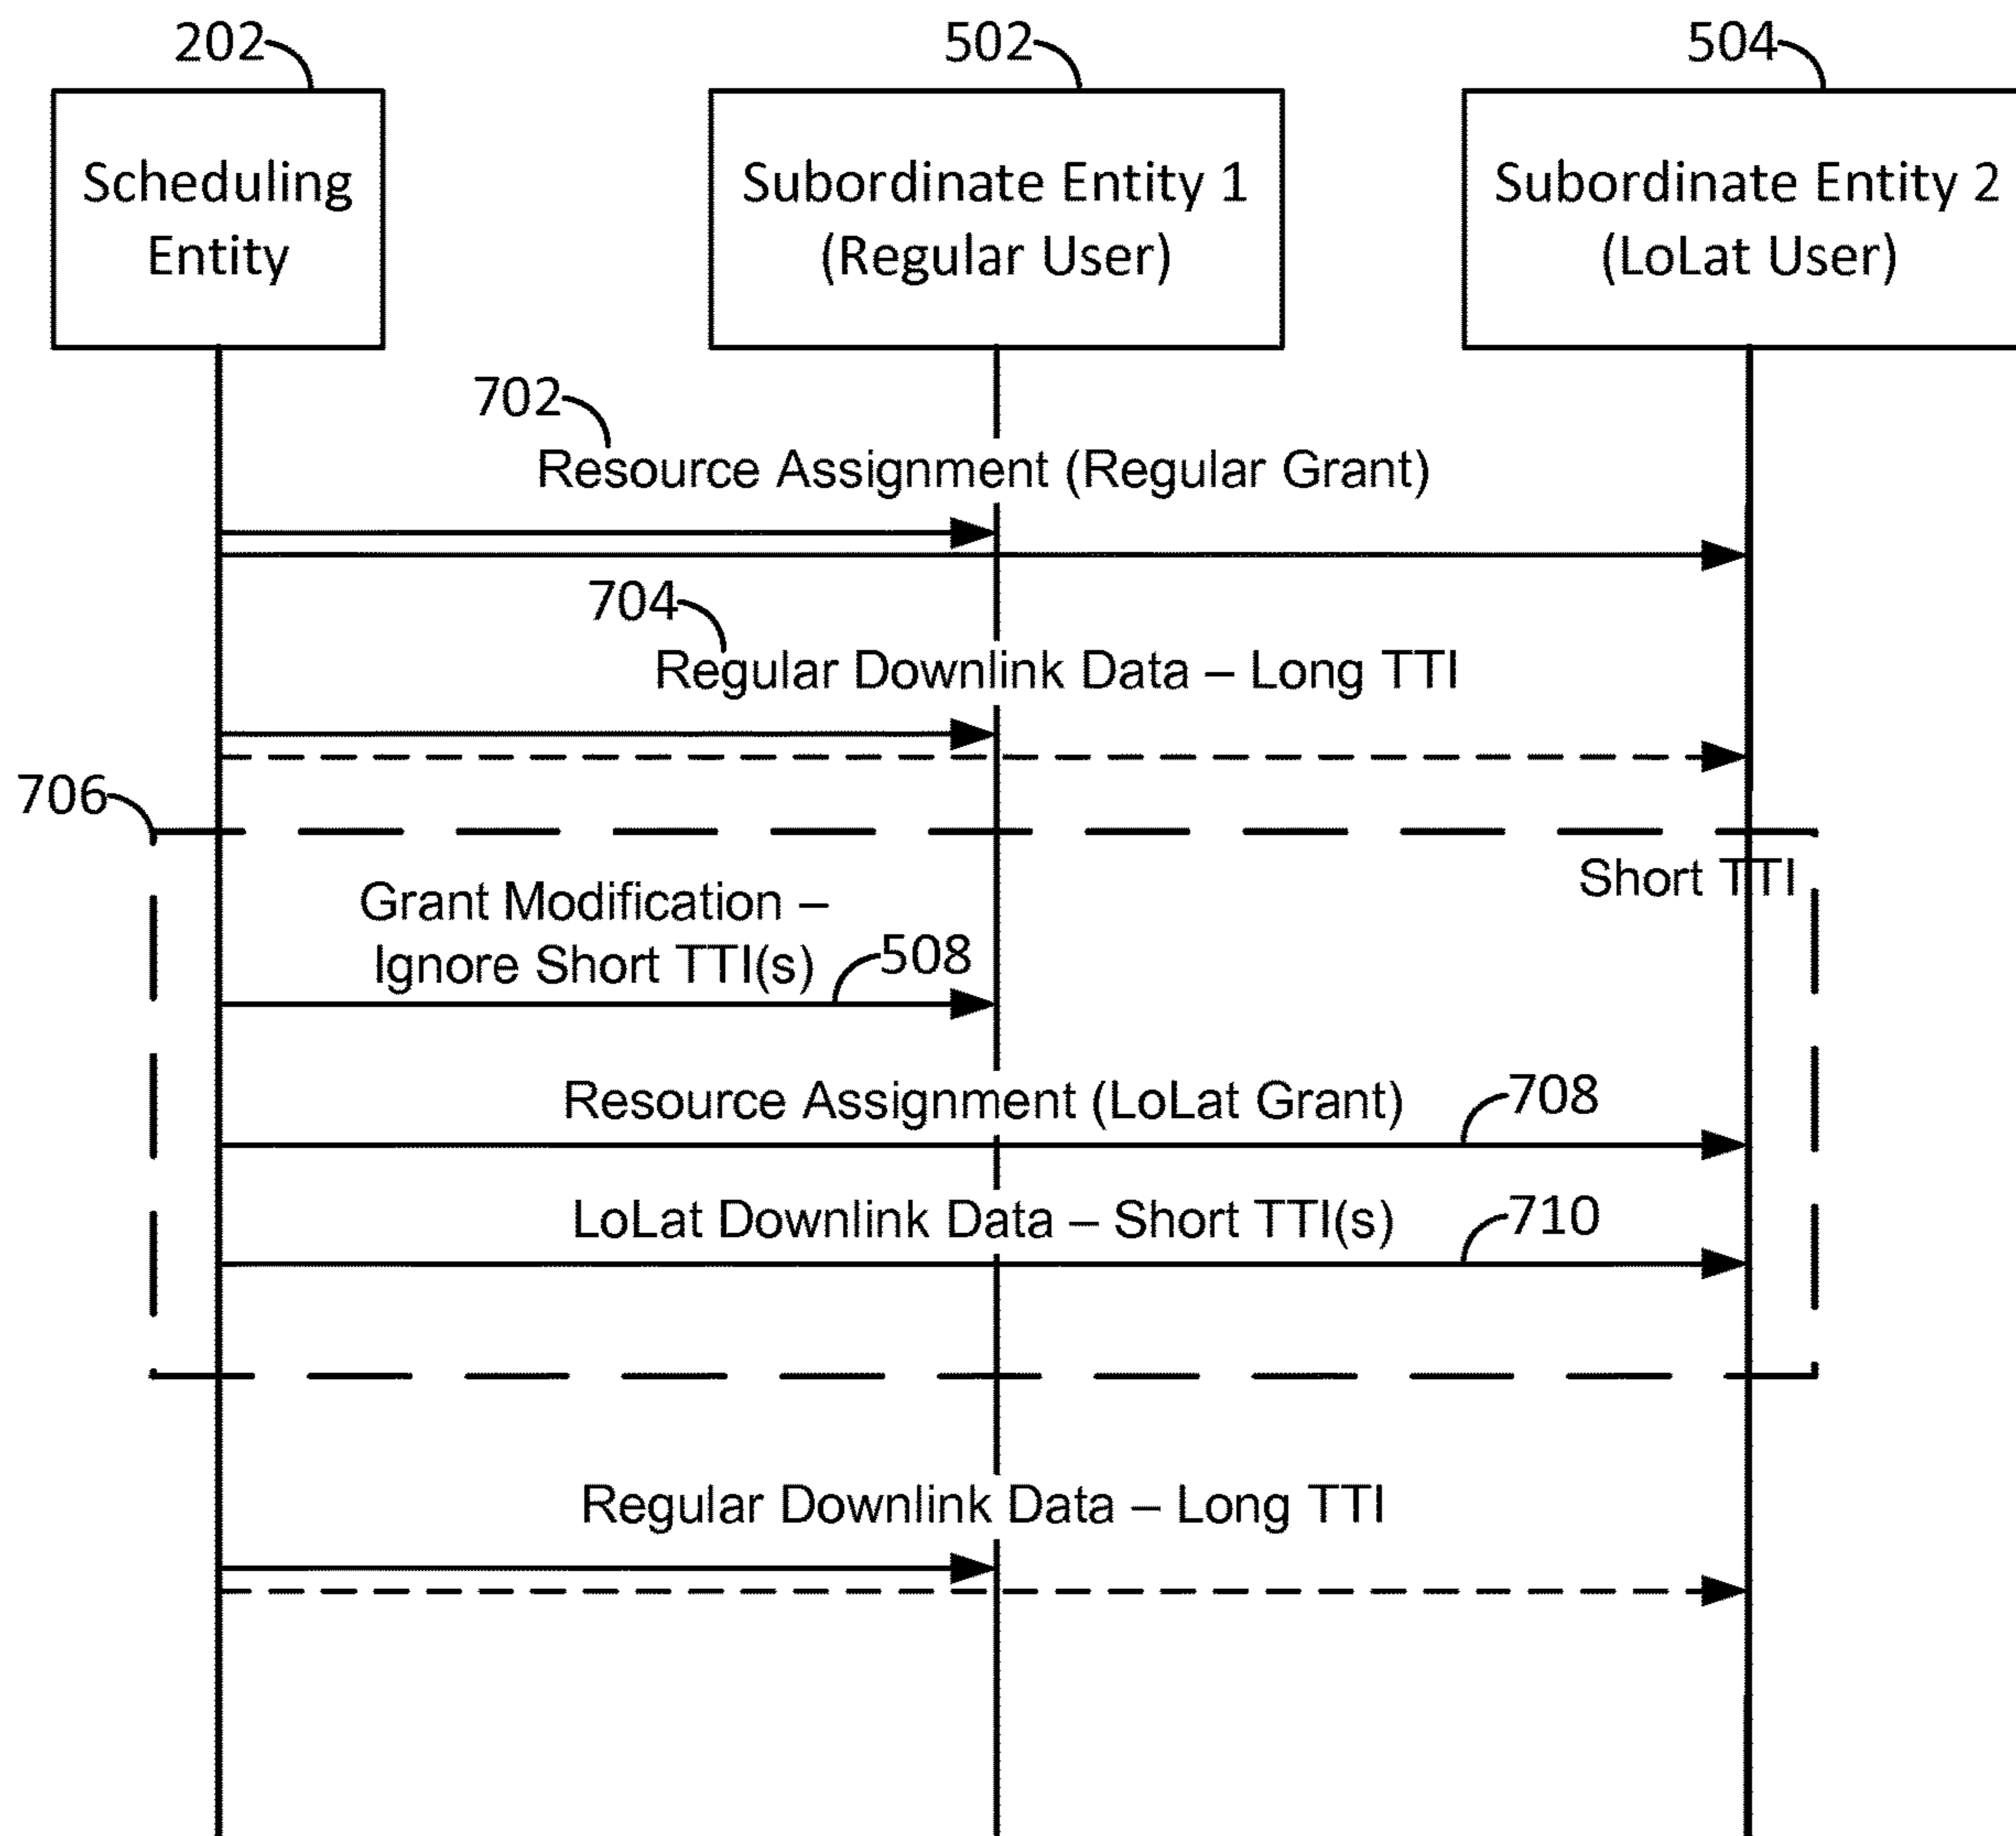 202
502
504
Scheduling
Entity
Subordinate Entity 1
(Regular User)
Subordinate Entity 2
(LoLat User)
702
Resource Assignment (Regular Grant)
704
Regular Downlink Data – Long TTI
706
Short TTI
Grant Modification –
Ignore Short TTI(s)
508
Resource Assignment (LoLat Grant)
708
LoLat Downlink Data – Short TTI(s)
710
Regular Downlink Data – Long TTI